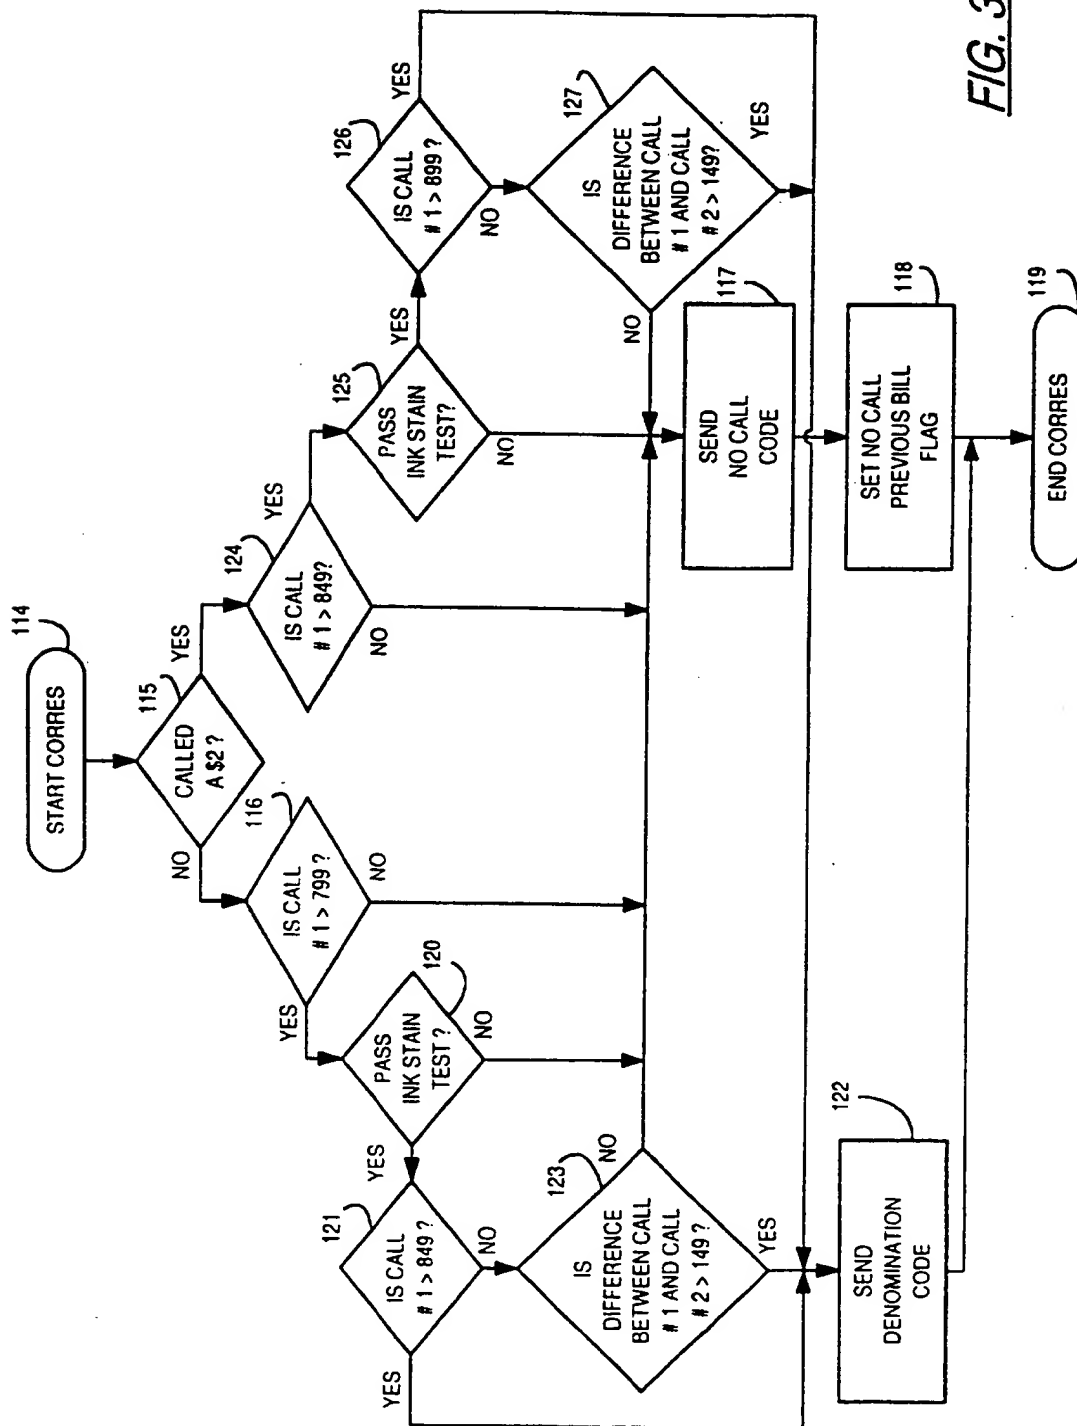 START CORRES
114
CALLED
A $2 ?
115
NO
YES
IS CALL
# 1 > 799 ?
116
YES
NO
IS CALL
# 1 > 849?
124
YES
NO
PASS
INK STAIN
TEST ?
120
YES
NO
PASS
INK STAIN
TEST?
125
YES
NO
IS CALL
# 1 > 849 ?
121
YES
NO
IS CALL
# 1 > 899 ?
126
YES
NO
IS
DIFFERENCE
BETWEEN CALL
# 1 AND CALL
# 2 > 149 ?
123
NO
YES
IS
DIFFERENCE
BETWEEN CALL
# 1 AND CALL
# 2 > 149?
127
NO
YES
SEND
NO CALL
CODE
117
SEND
DENOMINATION
CODE
122
SET NO CALL
PREVIOUS BILL
FLAG
118
END CORRES
119
FIG. 3